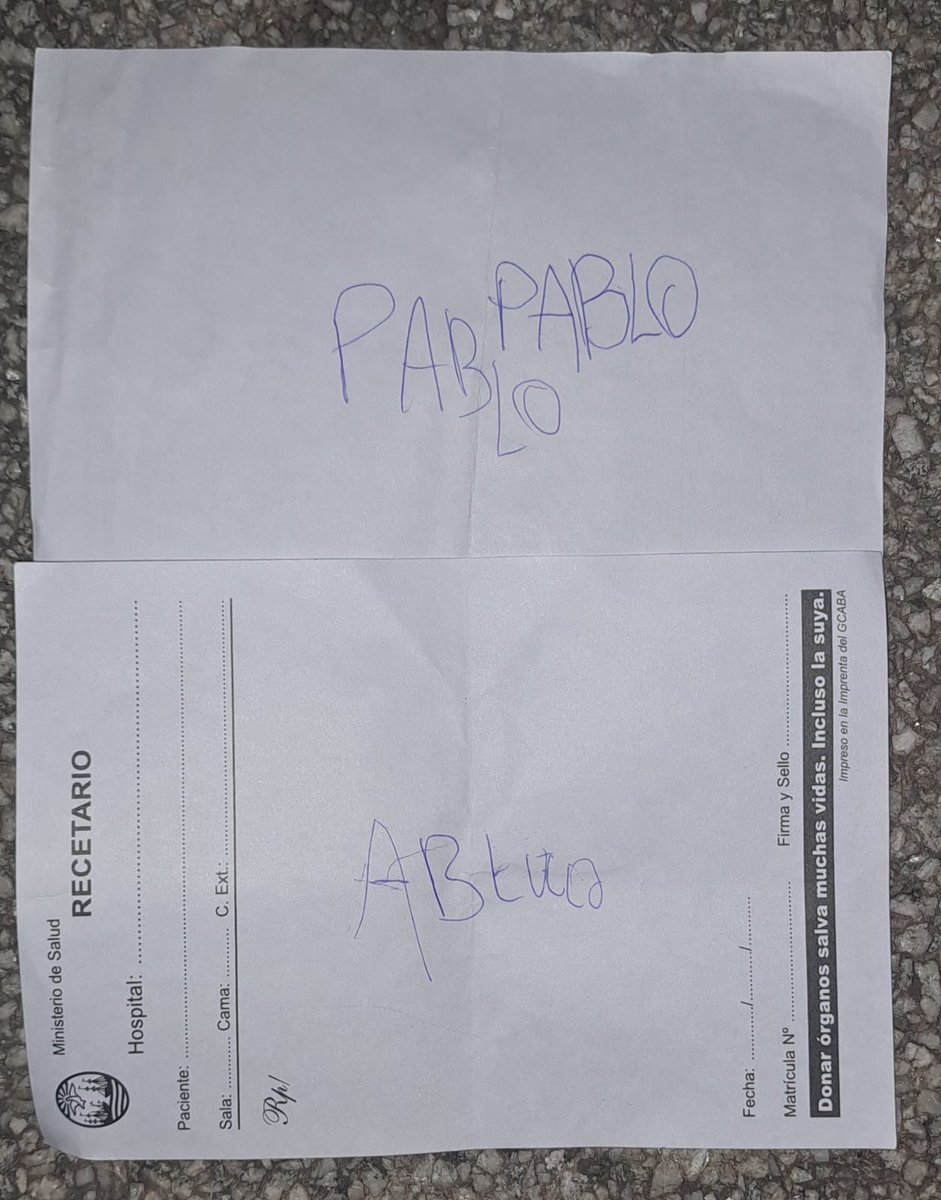 PABLO
PABLO
Ministerio de Salud
RECETARIO
Hospital: ..........
Paciente: ..........
Sala: .......... Cama: .......... C. Ext.: ..........
Rp/
Fecha: ........../........../..........
Matrícula Nº .......... Firma y Sello ..........
Donar órganos salva muchas vidas. Incluso la suya.
Impreso en la Imprenta del GCABA